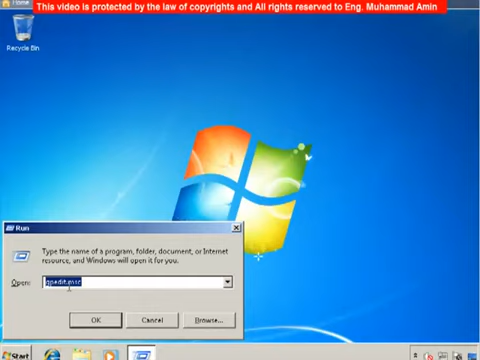 Home
This video is protected by the law of copyrights and All rights reserved to Eng. Muhammad Amin
Recycle Bin
Run
Type the name of a program, folder, document, or Internet
resource, and Windows will open it for you.
Open:
gpedit.msc
OK
Cancel
Browse...
Start